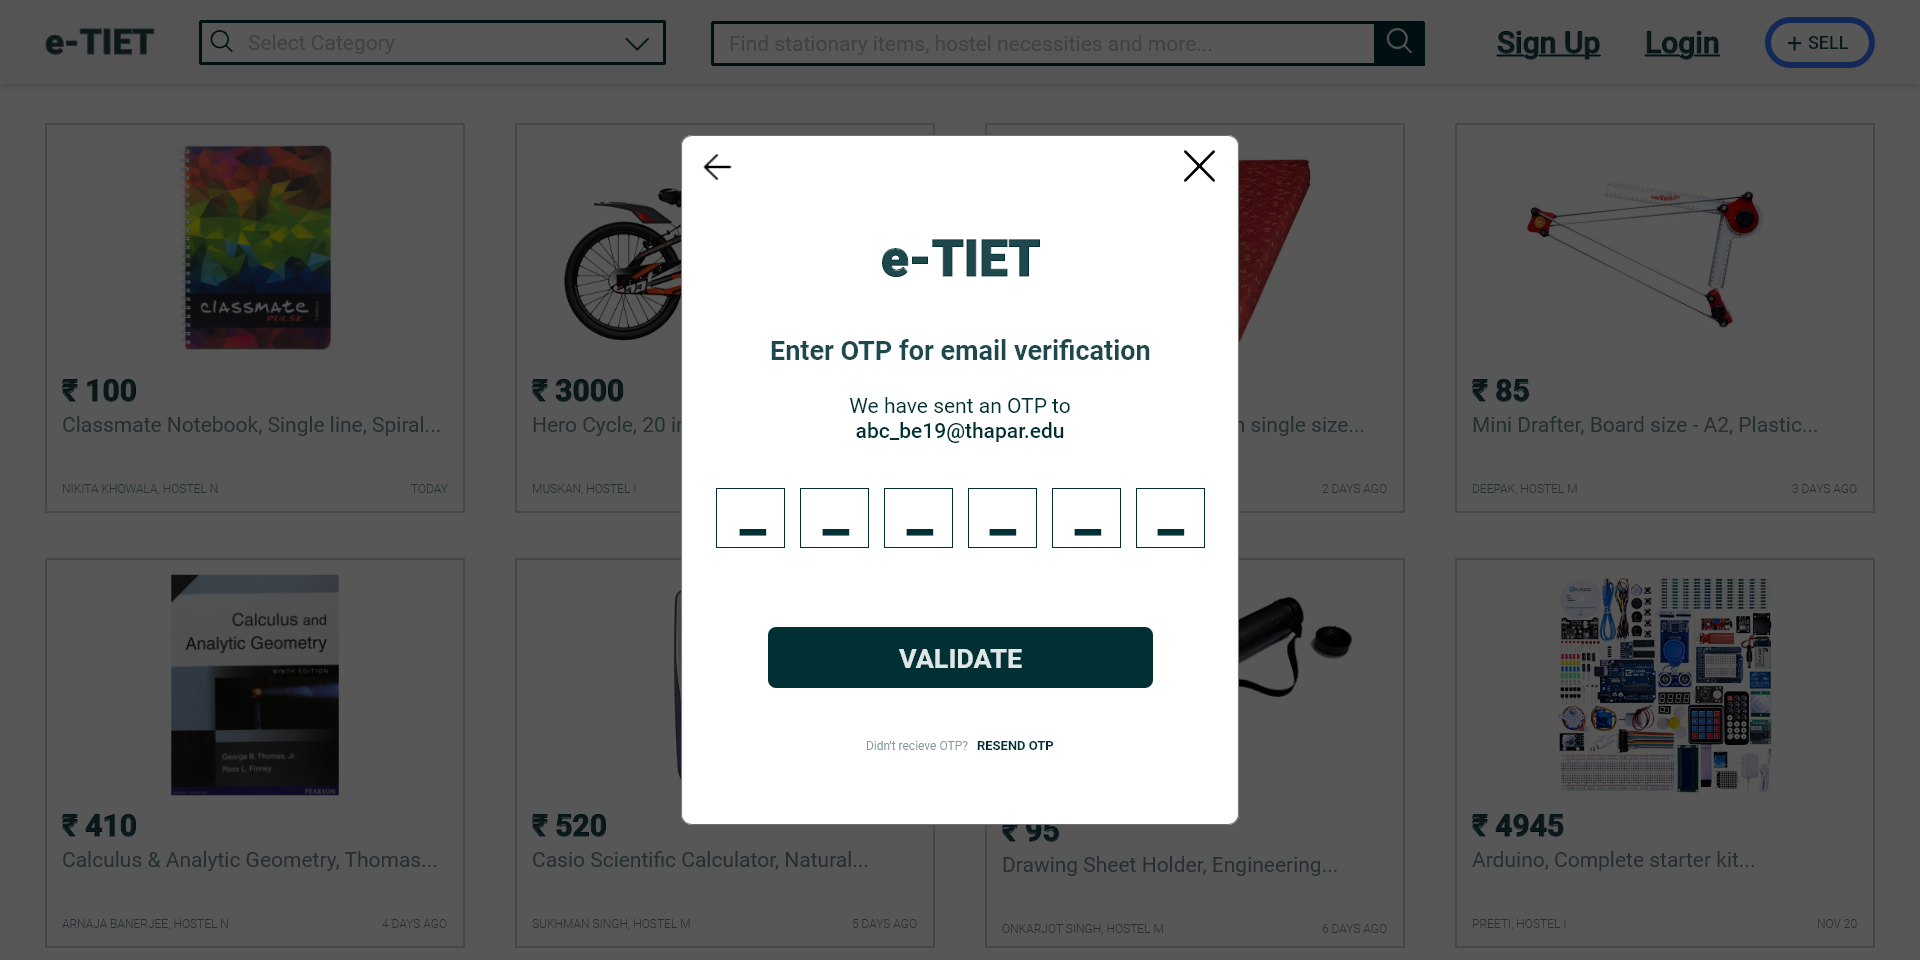 e-TIET
Select Category
Find stationary items, hostel necessities and more...
Sign Up
Login
+ SELL
classmate
PULSE
₹ 100
Classmate Notebook, Single line, Spiral...
NIKITA KHOWALA, HOSTEL N
TODAY
₹ 3000
Hero Cycle, 20 i
MUSKAN, HOSTEL I
single size...
2 DAYS AGO
₹ 85
Mini Drafter, Board size - A2, Plastic...
DEEPAK, HOSTEL M
3 DAYS AGO
e-TIET
Enter OTP for email verification
We have sent an OTP to
abc_be19@thapar.edu
VALIDATE
Didn't recieve OTP? RESEND OTP
Calculus and
Analytic Geometry
NINTH EDITION
George B. Thomas, Jr.
Ross L. Finney
PEARSON
₹ 410
Calculus & Analytic Geometry, Thomas...
ARNAJA BANERJEE, HOSTEL N
4 DAYS AGO
₹ 520
Casio Scientific Calculator, Natural...
SUKHMAN SINGH, HOSTEL M
5 DAYS AGO
₹ 95
Drawing Sheet Holder, Engineering...
ONKARJOT SINGH, HOSTEL M
6 DAYS AGO
₹ 4945
Arduino, Complete starter kit...
PREETI, HOSTEL I
NOV 20